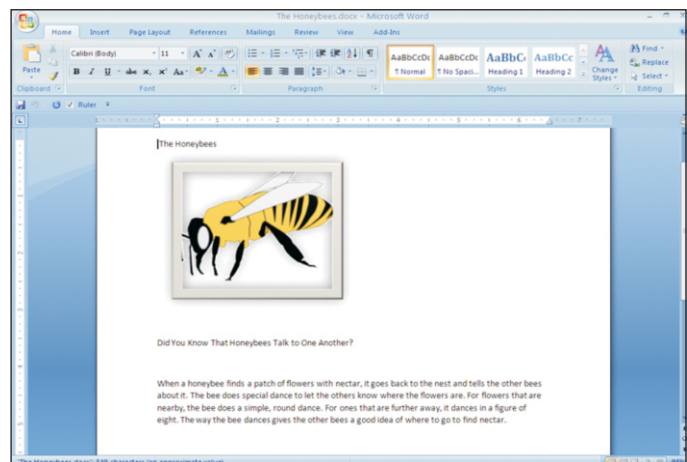 The Honeybees.docx - Microsoft Word
Home Insert Page Layout References Mailings Review View Add-Ins
Calibri (Body) 11
AaBbCcDc AaBbCcDc AaBbC AaBbCc
Find
Replace
Select
Paste
B I U abc x, x' Aa A
¶ Normal ¶ No Spaci... Heading 1 Heading 2
Change Styles
Clipboard Font Paragraph Styles Editing
Ruler
The Honeybees
Did You Know That Honeybees Talk to One Another?
When a honeybee finds a patch of flowers with nectar, it goes back to the nest and tells the other bees
about it. The bee does special dance to let the others know where the flowers are. For flowers that are
nearby, the bee does a simple, round dance. For ones that are further away, it dances in a figure of
eight. The way the bee dances gives the other bees a good idea of where to go to find nectar.